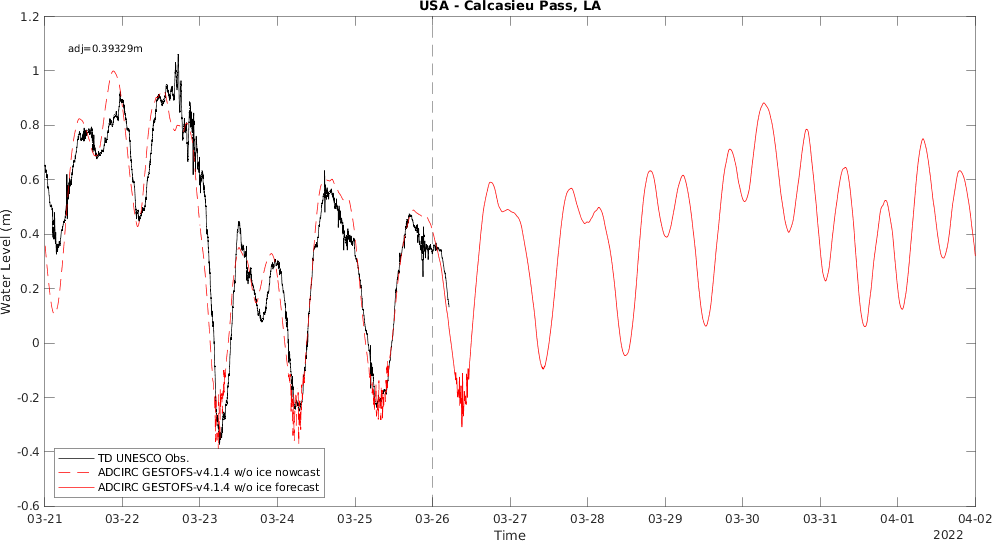 USA - Calcasieu Pass, LA
1.2
adj=0.39329m
1
0.8
0.6
0.4
0.2
0
-0.2
-0.4
-0.6
Water Level (m)
TD UNESCO Obs.
ADCIRC GESTOFS-v4.1.4 w/o ice nowcast
ADCIRC GESTOFS-v4.1.4 w/o ice forecast
03-21 03-22 03-23 03-24 03-25 03-26 03-27 03-28 03-29 03-30 03-31 04-01 04-02
Time
2022